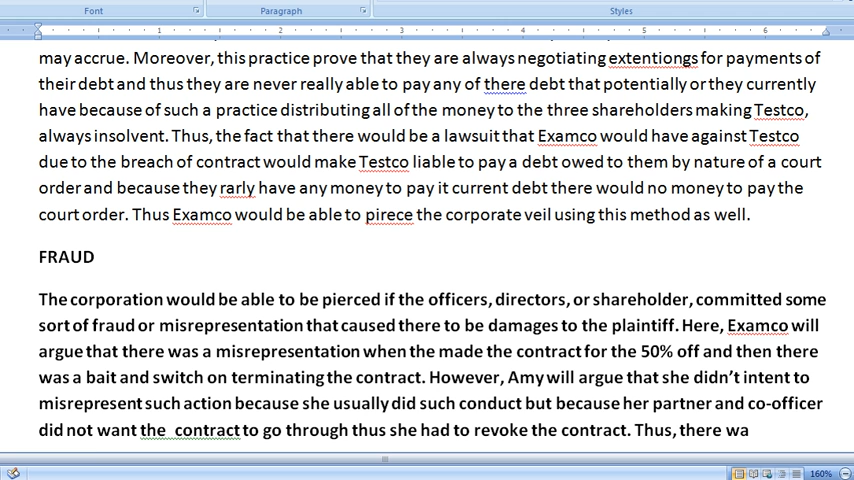 Font Paragraph Styles
1 2 3 4 5 6
may accrue. Moreover, this practice prove that they are always negotiating extentiongs for payments of
their debt and thus they are never really able to pay any of there debt that potentially or they currently
have because of such a practice distributing all of the money to the three shareholders making Testco,
always insolvent. Thus, the fact that there would be a lawsuit that Examco would have against Testco
due to the breach of contract would make Testco liable to pay a debt owed to them by nature of a court
order and because they rarly have any money to pay it current debt there would no money to pay the
court order. Thus Examco would be able to pirece the corporate veil using this method as well.
FRAUD
The corporation would be able to be pierced if the officers, directors, or shareholder, committed some
sort of fraud or misrepresentation that caused there to be damages to the plaintiff. Here, Examco will
argue that there was a misrepresentation when the made the contract for the 50% off and then there
was a bait and switch on terminating the contract. However, Amy will argue that she didn't intent to
misrepresent such action because she usually did such conduct but because her partner and co-officer
did not want the  contract to go through thus she had to revoke the contract. Thus, there wa
160%